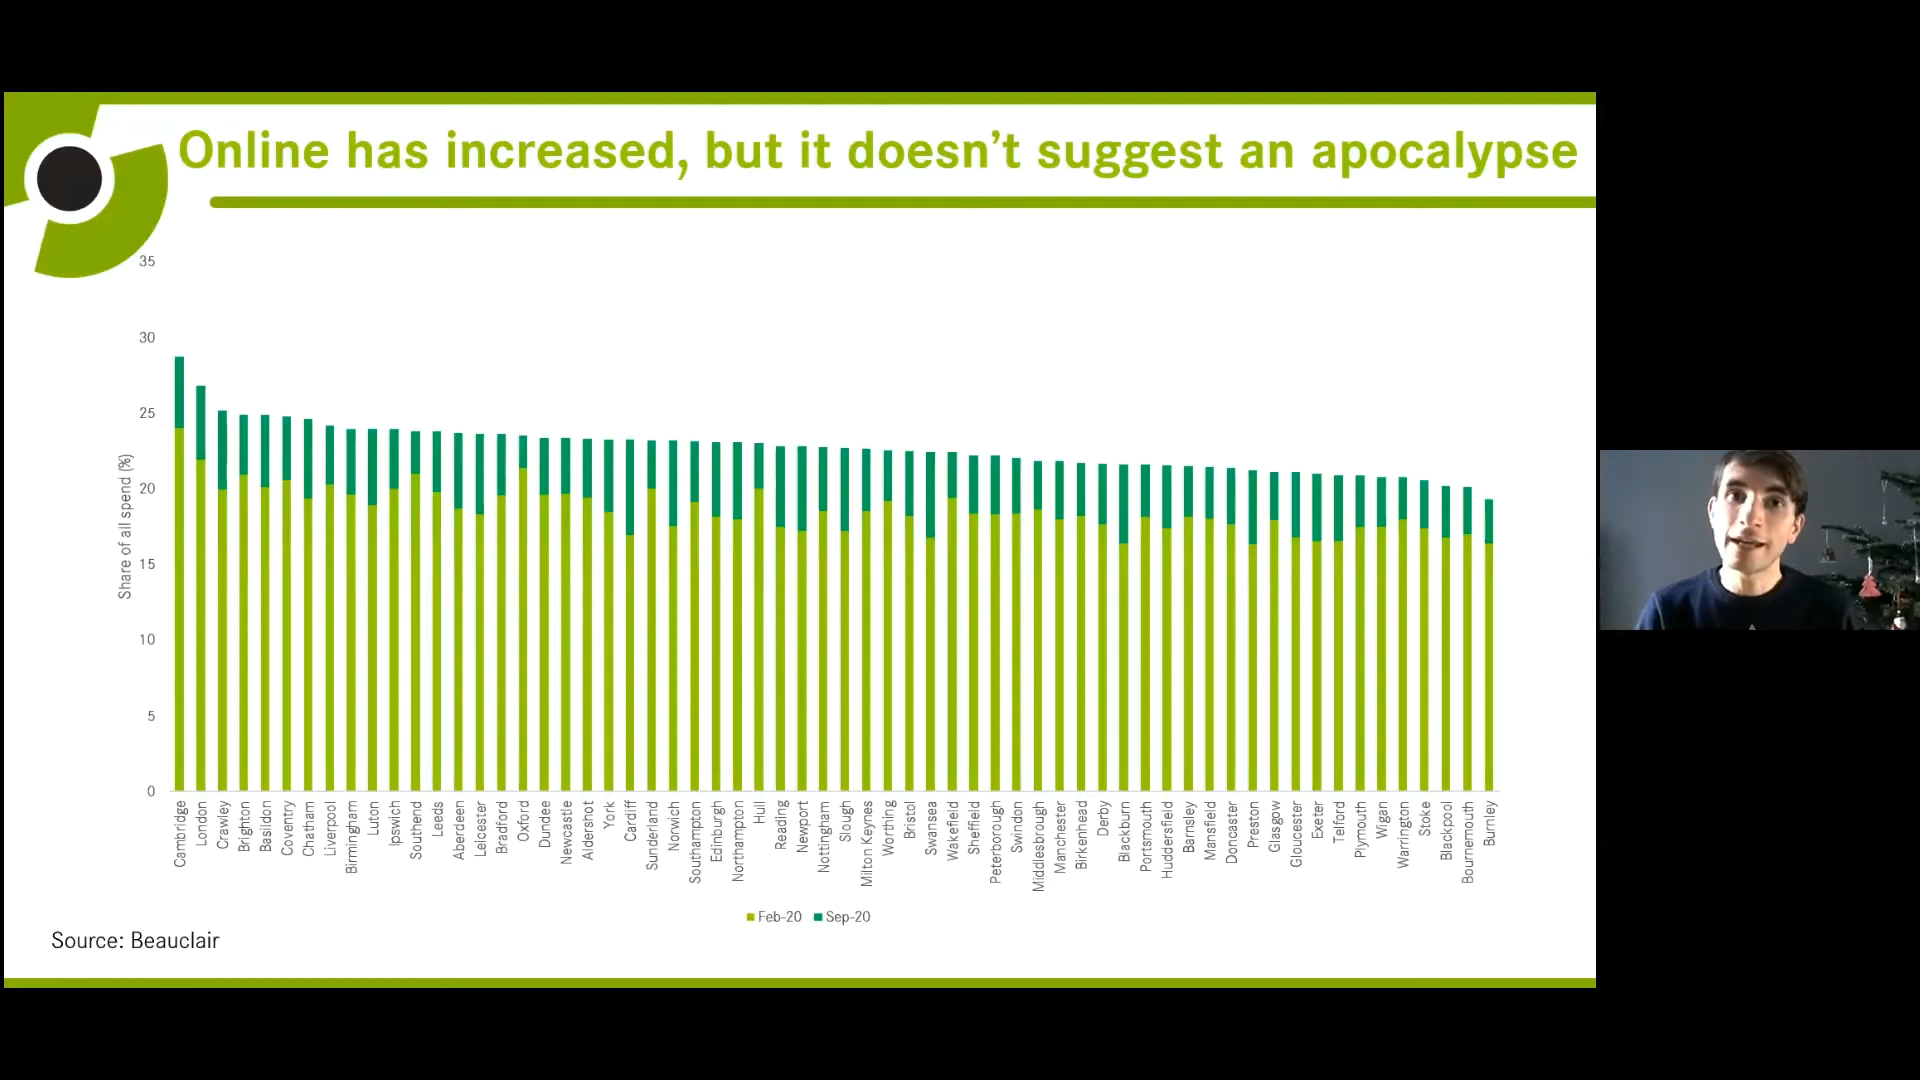 Online has increased, but it doesn't suggest an apocalypse
35
30
25
20
15
10
5
0
Share of all spend (%)
Cambridge
London
Crawley
Brighton
Basildon
Coventry
Chatham
Liverpool
Birmingham
Luton
Ipswich
Southend
Leeds
Aberdeen
Leicester
Bradford
Oxford
Dundee
Newcastle
Aldershot
York
Cardiff
Sunderland
Norwich
Southampton
Edinburgh
Northampton
Hull
Reading
Newport
Nottingham
Slough
Milton Keynes
Worthing
Bristol
Swansea
Wakefield
Sheffield
Peterborough
Swindon
Middlesbrough
Manchester
Birkenhead
Derby
Blackburn
Portsmouth
Huddersfield
Barnsley
Mansfield
Doncaster
Preston
Glasgow
Gloucester
Exeter
Telford
Plymouth
Wigan
Warrington
Stoke
Blackpool
Bournemouth
Burnley
Feb-20 Sep-20
Source: Beauclair